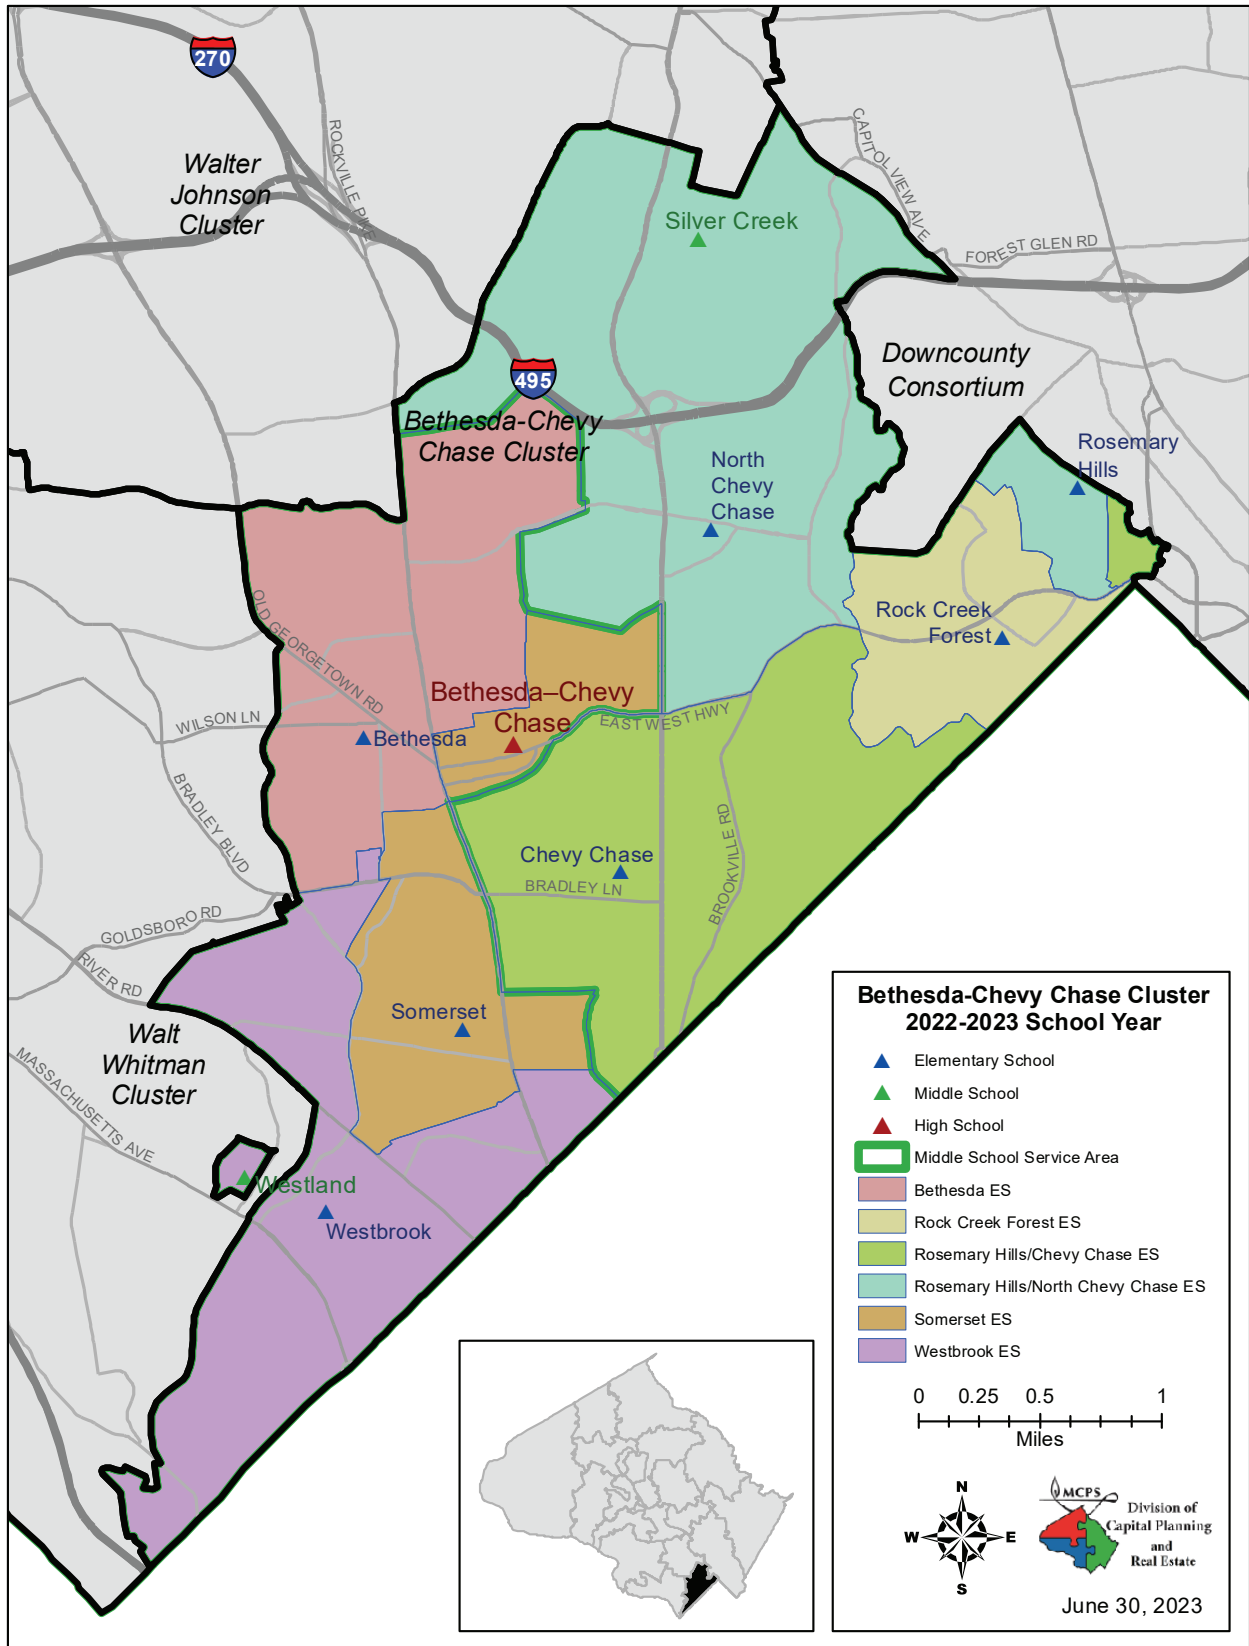 270
ROCKVILLE PIKE
CAPITOL VIEW AVE
Walter
Johnson
Cluster
Silver Creek
FOREST GLEN RD
Downcounty
Consortium
495
Bethesda-Chevy
Chase Cluster
Rosemary
Hills
North
Chevy
Chase
OLD GEORGETOWN RD
Rock Creek
Forest
Bethesda–Chevy
Chase
EAST WEST HWY
WILSON LN
Bethesda
BRADLEY BLVD
BROOKVILLE RD
Chevy Chase
BRADLEY LN
GOLDSBORO RD
RIVER RD
Somerset
Walt
Whitman
Cluster
MASSACHUSETTS AVE
Westland
Westbrook
Bethesda-Chevy Chase Cluster
2022-2023 School Year
Elementary School
Middle School
High School
Middle School Service Area
Bethesda ES
Rock Creek Forest ES
Rosemary Hills/Chevy Chase ES
Rosemary Hills/North Chevy Chase ES
Somerset ES
Westbrook ES
0 0.25 0.5 1
Miles
N
W E
S
MCPS
Division of
Capital Planning
and
Real Estate
June 30, 2023